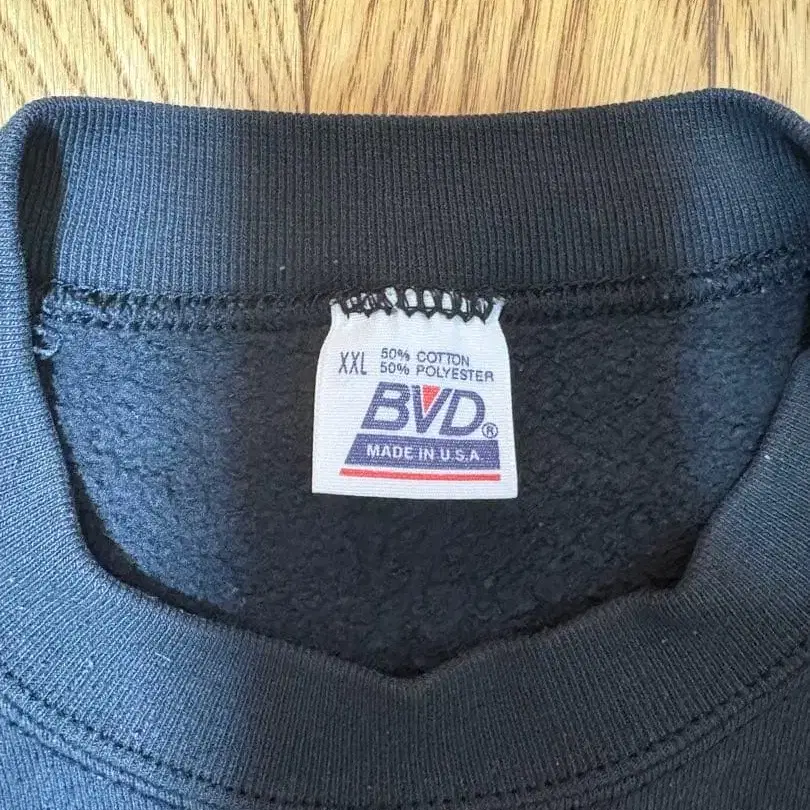 XXL 50% COTTON
50% POLYESTER
BVD®
MADE IN U.S.A.